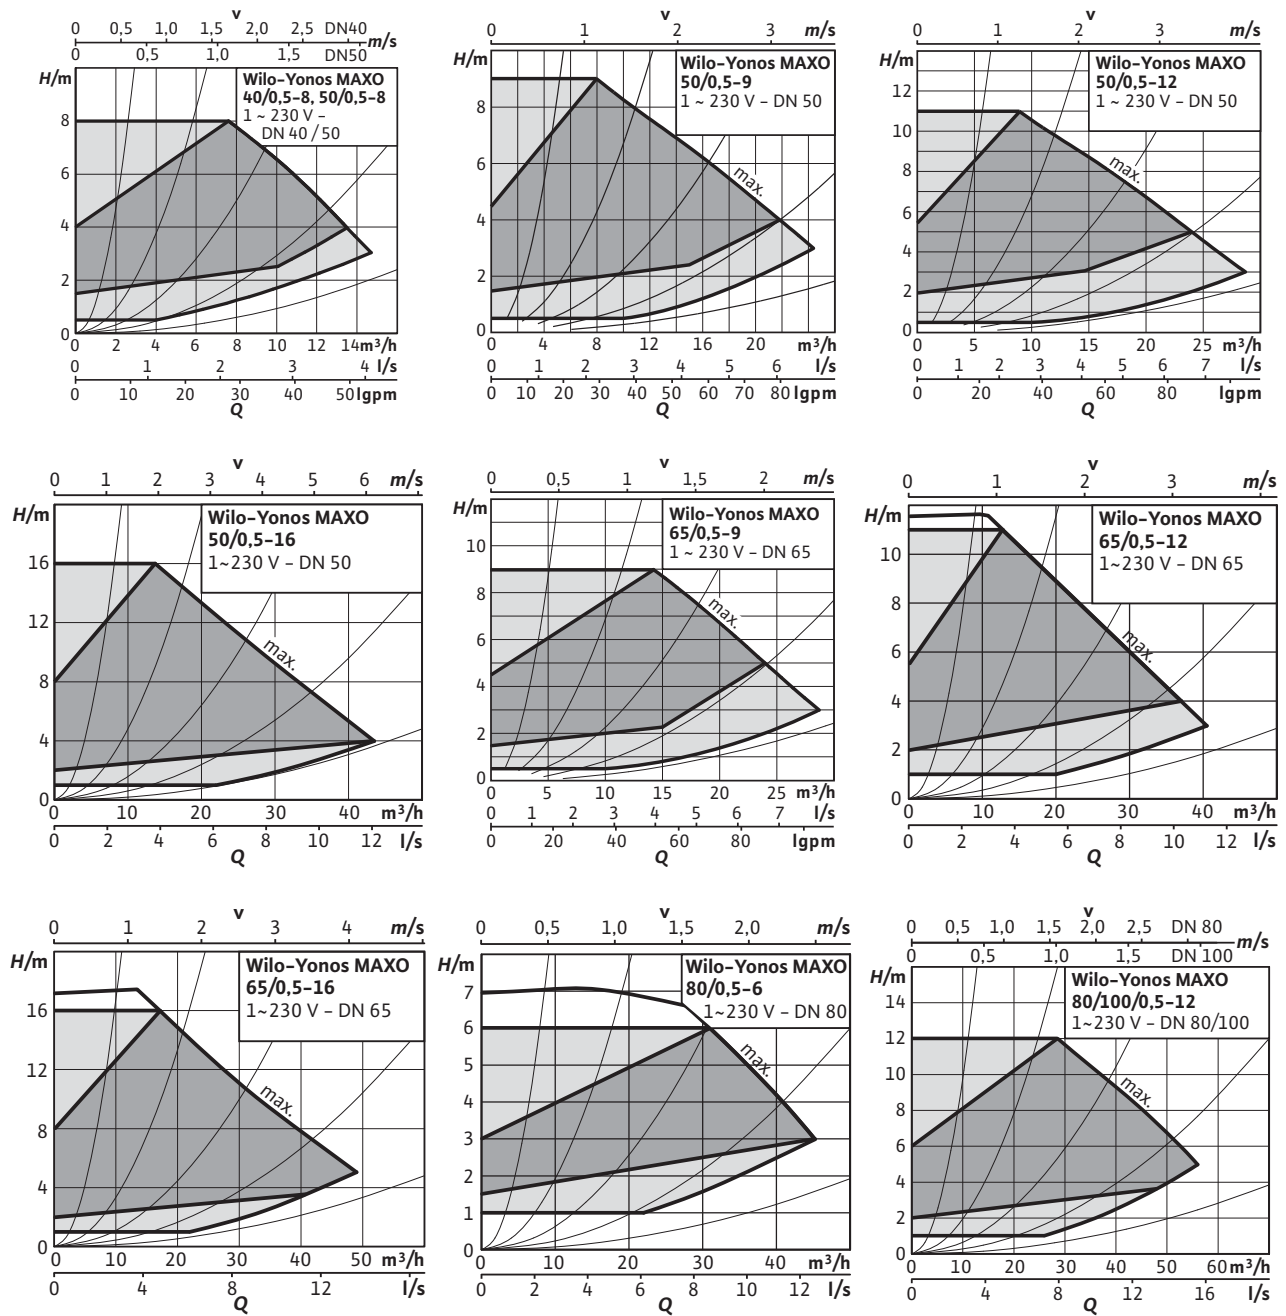 v
0 0,5 1,0 1,5 2,0 2,5 DN40
m/s
0 0,5 1,0 1,5 DN50
H/m
Wilo-Yonos MAXO
40/0,5-8, 50/0,5-8
1 ~ 230 V –
DN 40 / 50
8
6
4
2
0
0 2 4 6 8 10 12 14 m³/h
0 1 2 3 4 l/s
0 10 20 30 40 50 Igpm
Q
v
0 1 2 3 m/s
H/m
Wilo-Yonos MAXO
50/0,5-9
1 ~ 230 V – DN 50
max.
8
6
4
2
0
0 4 8 12 16 20 m³/h
0 1 2 3 4 5 6 l/s
0 10 20 30 40 50 60 70 80 Igpm
Q
v
0 1 2 3 m/s
H/m
Wilo-Yonos MAXO
50/0,5-12
1 ~ 230 V – DN 50
max.
12
10
8
6
4
2
0
0 5 10 15 20 25 m³/h
0 1 2 3 4 5 6 7 l/s
0 20 40 60 80 Igpm
Q
v
0 1 2 3 4 5 6 m/s
H/m
Wilo-Yonos MAXO
50/0,5-16
1~230 V – DN 50
max.
16
12
8
4
0
0 10 20 30 40 m³/h
0 2 4 6 8 10 12 l/s
Q
v
0 0,5 1 1,5 2 m/s
H/m
Wilo-Yonos MAXO
65/0,5-9
1 ~ 230 V – DN 65
max.
10
8
6
4
2
0
0 5 10 15 20 25 m³/h
0 1 2 3 4 5 6 7 l/s
0 20 40 60 80 Igpm
Q
v
0 1 2 3 4 m/s
H/m
Wilo-Yonos MAXO
65/0,5-12
1~230 V – DN 65
max.
10
8
6
4
2
0
0 10 20 30 40 m³/h
0 2 4 6 8 10 12 l/s
Q
v
0 1 2 3 4 m/s
H/m
Wilo-Yonos MAXO
65/0,5-16
1~230 V – DN 65
max.
16
12
8
4
0
0 10 20 30 40 50 m³/h
0 4 8 12 l/s
Q
v
0 0,5 1,0 1,5 2,0 m/s
H/m
Wilo-Yonos MAXO
80/0,5-6
1~230 V – DN 80
max.
7
6
5
4
3
2
1
0
0 10 20 30 40 m³/h
0 2 4 6 8 10 12 l/s
Q
v
0 0,5 1,0 1,5 2,0 2,5 DN 80
m/s
0 0,5 1,0 1,5 DN 100
H/m
Wilo-Yonos MAXO
80/100/0,5-12
1~230 V – DN 80/100
max.
14
12
10
8
6
4
2
0
0 10 20 30 40 50 60 m³/h
0 4 8 12 16 l/s
Q